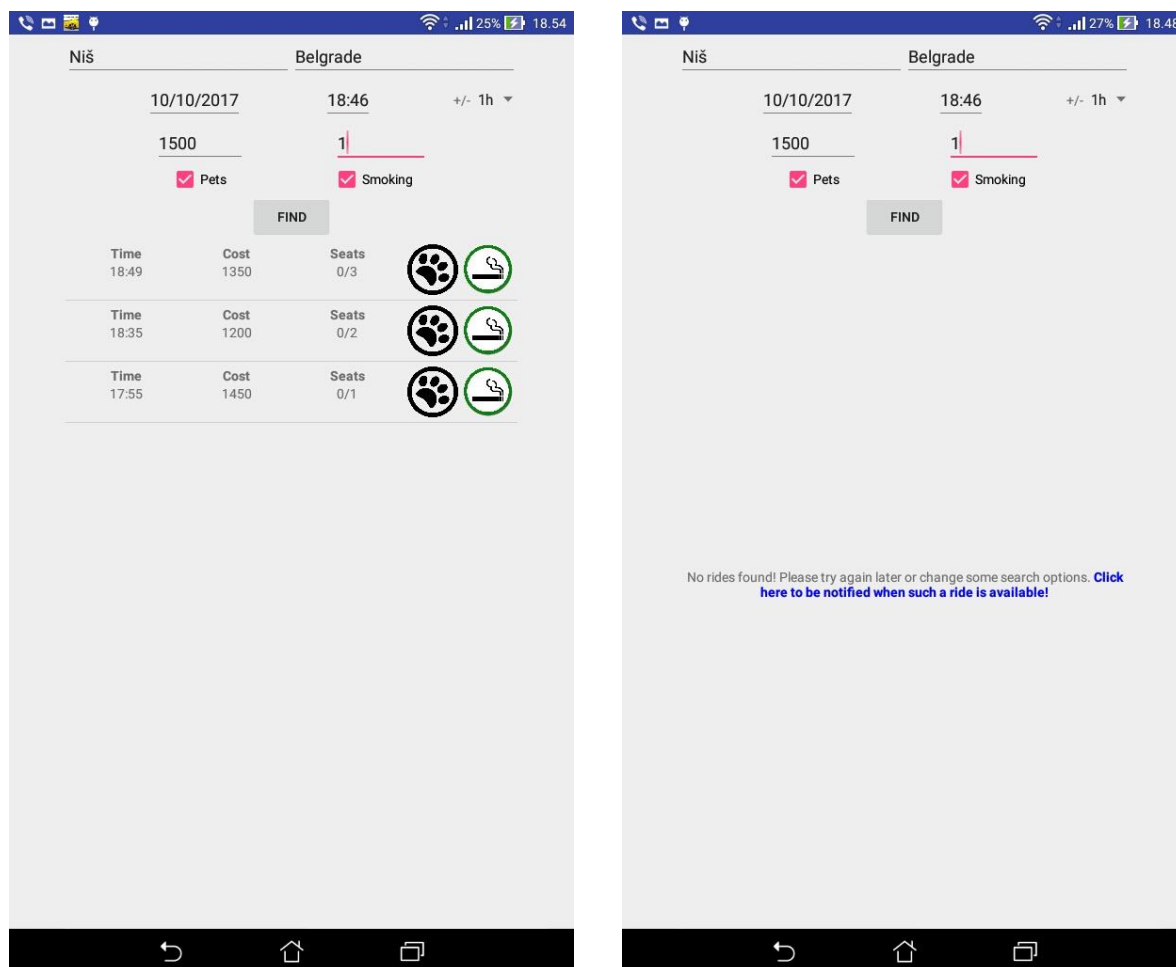 25% 18.54
Niš Belgrade
10/10/2017 18:46 +/- 1h
1500 1
Pets Smoking
FIND
Time Cost Seats
18:49 1350 0/3
Time Cost Seats
18:35 1200 0/2
Time Cost Seats
17:55 1450 0/1
27% 18.48
Niš Belgrade
10/10/2017 18:46 +/- 1h
1500 1
Pets Smoking
FIND
No rides found! Please try again later or change some search options. Click
here to be notified when such a ride is available!